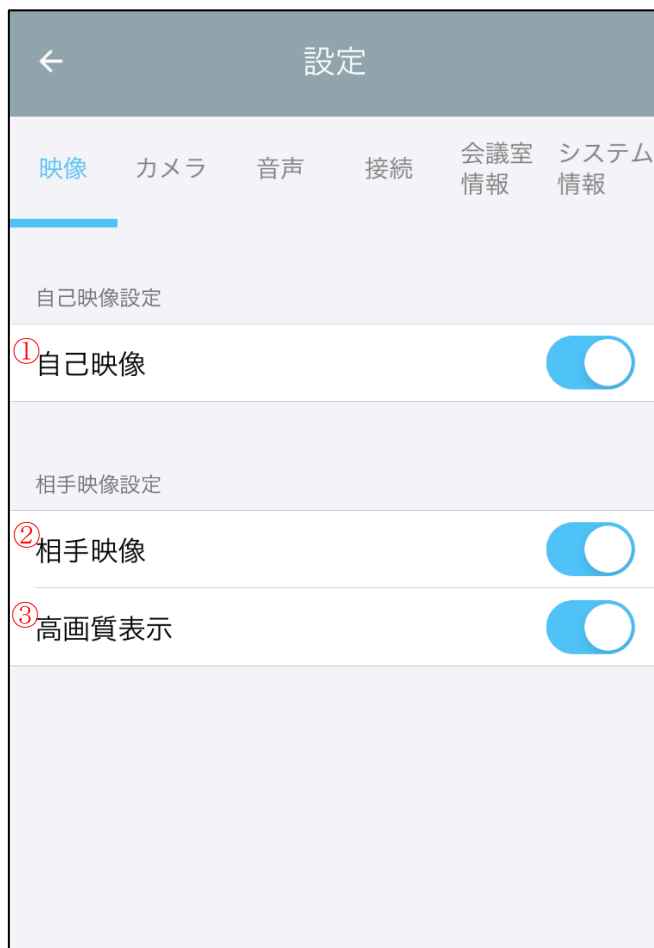 設定
映像 カメラ 音声 接続 会議室 システム
情報 情報
自己映像設定
①自己映像
相手映像設定
②相手映像
③高画質表示